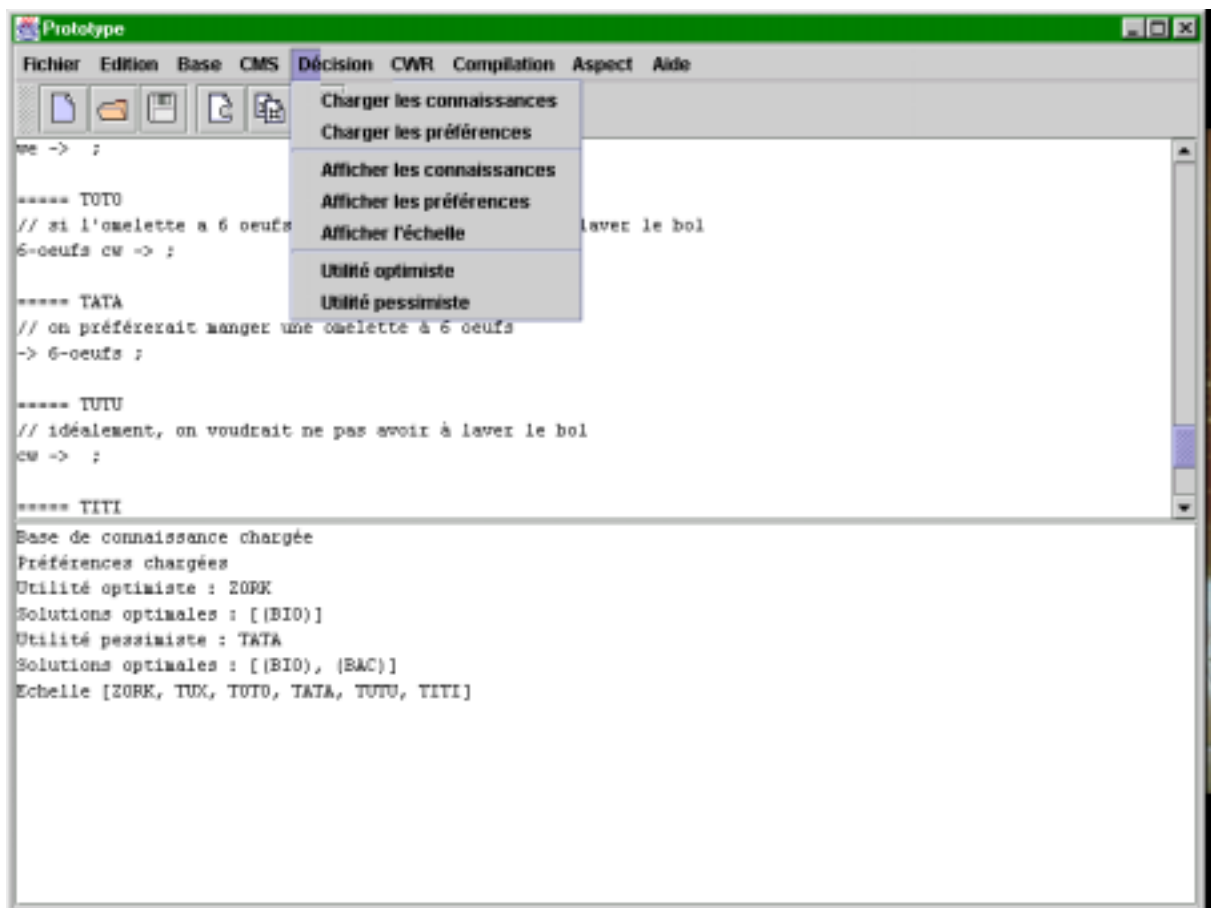 Prototype
Fichier Edition Base CMS Décision CWR Compilation Aspect Aide
Charger les connaissances
Charger les préférences
Afficher les connaissances
Afficher les préférences
Afficher l'échelle
Utilité optimiste
Utilité pessimiste
we -> ;
===== TOTO
// si l'omelette a 6 oeufs laver le bol
6-oeufs cw -> ;
===== TATA
// on préférerait manger une omelette à 6 oeufs
-> 6-oeufs ;
===== TUTU
// idéalement, on voudrait ne pas avoir à laver le bol
cw -> ;
===== TITI
Base de connaissance chargée
Préférences chargées
Utilité optimiste : ZORK
Solutions optimales : [(BIO)]
Utilité pessimiste : TATA
Solutions optimales : [(BIO), (BAC)]
Echelle [ZORK, TUX, TOTO, TATA, TUTU, TITI]